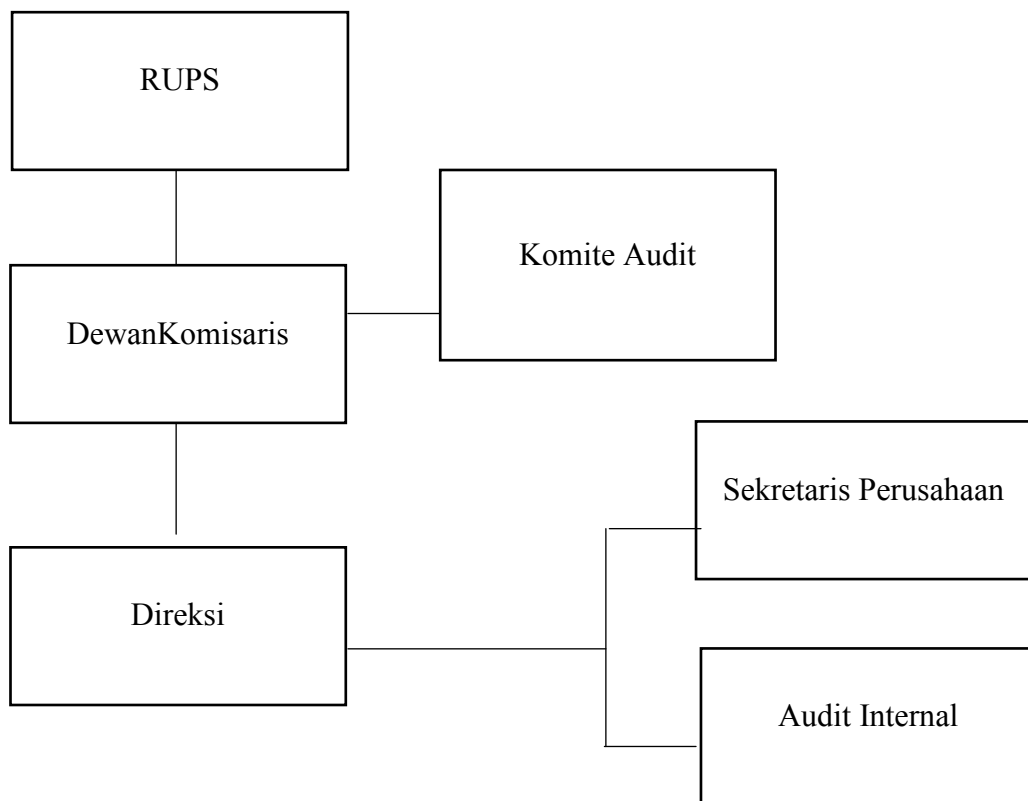 RUPS
Komite Audit
DewanKomisaris
Sekretaris Perusahaan
Direksi
Audit Internal